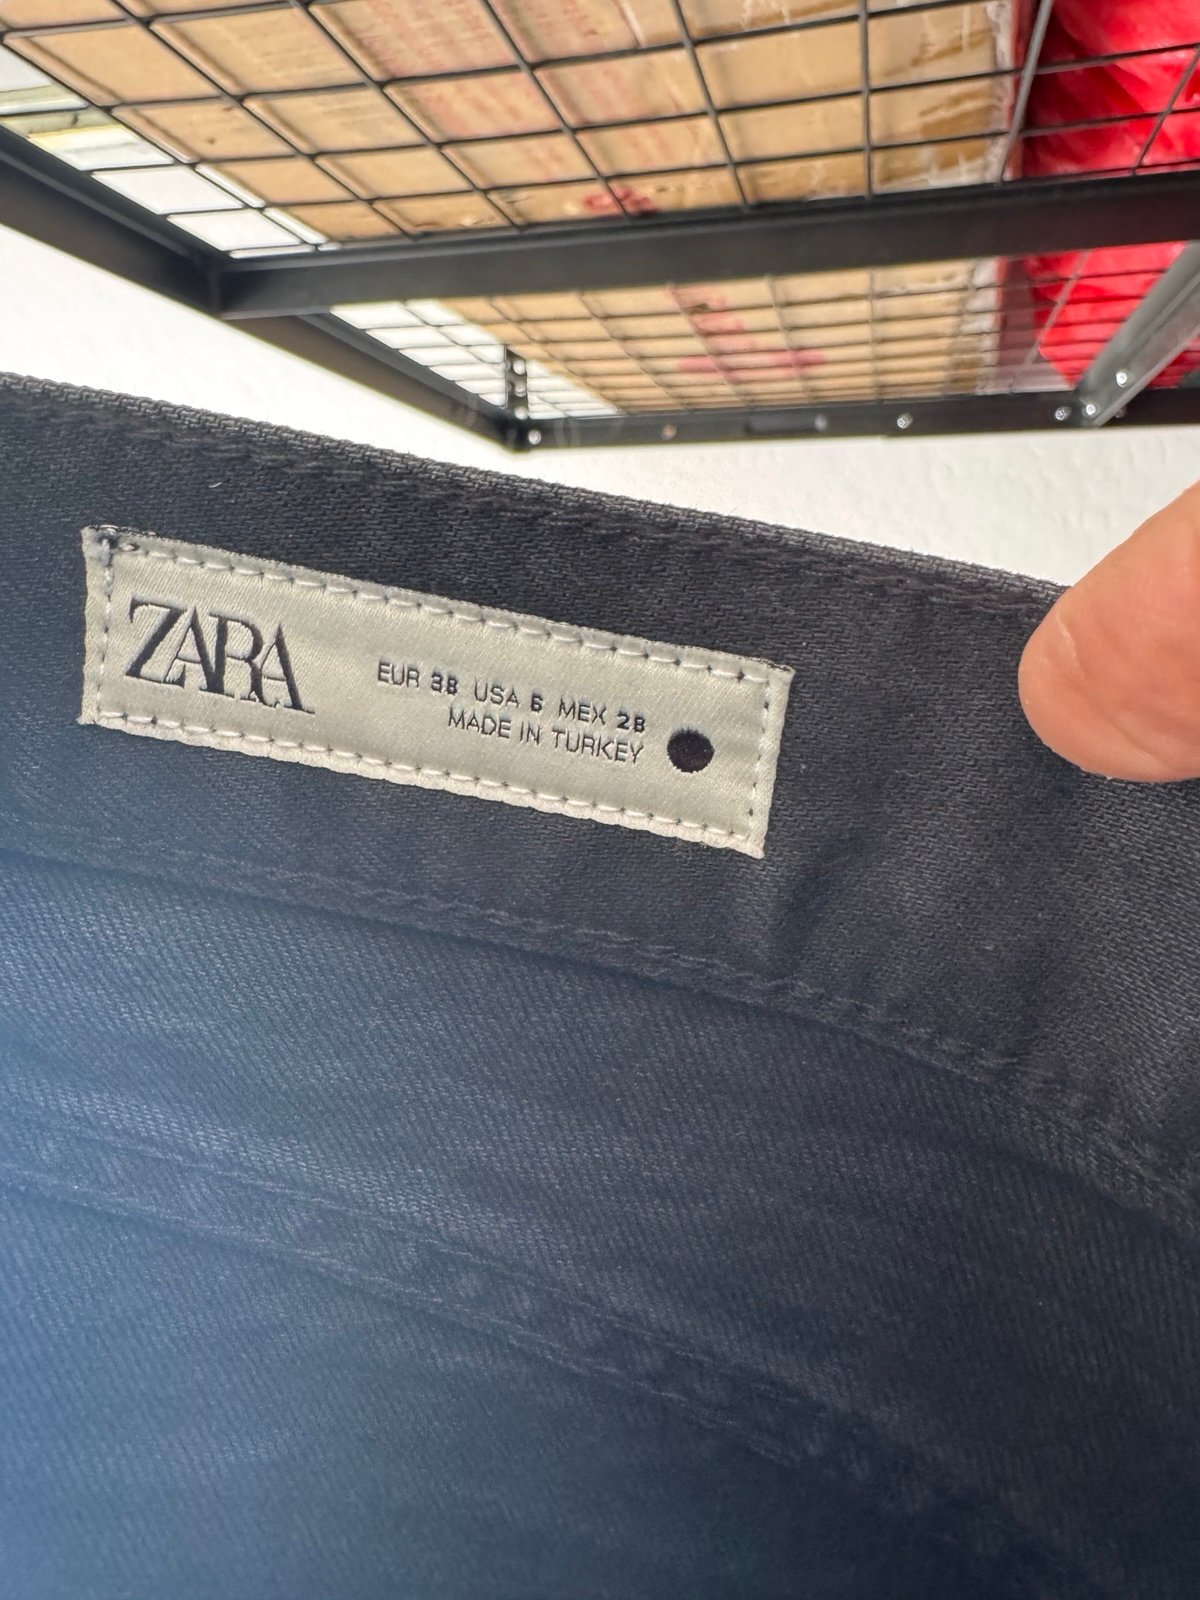 ZARA
EUR 38 USA 6 MEX 28
MADE IN TURKEY